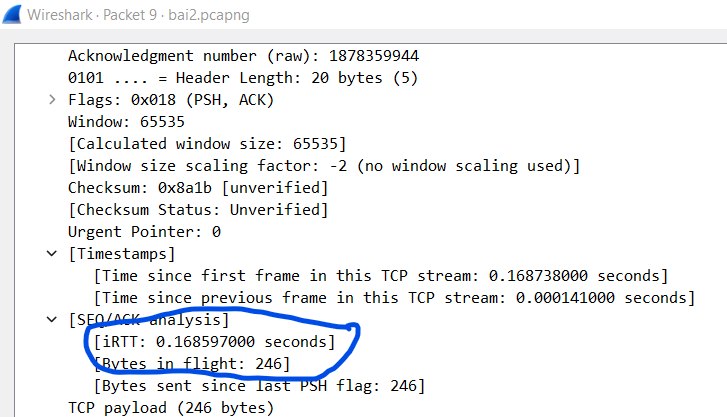 Wireshark · Packet 9 · bai2.pcapng
Acknowledgment number (raw): 1878359944
0101 .... = Header Length: 20 bytes (5)
Flags: 0x018 (PSH, ACK)
Window: 65535
[Calculated window size: 65535]
[Window size scaling factor: -2 (no window scaling used)]
Checksum: 0x8a1b [unverified]
[Checksum Status: Unverified]
Urgent Pointer: 0
[Timestamps]
[Time since first frame in this TCP stream: 0.168738000 seconds]
[Time since previous frame in this TCP stream: 0.000141000 seconds]
[SEQ/ACK analysis]
[iRTT: 0.168597000 seconds]
[Bytes in flight: 246]
[Bytes sent since last PSH flag: 246]
TCP payload (246 bytes)